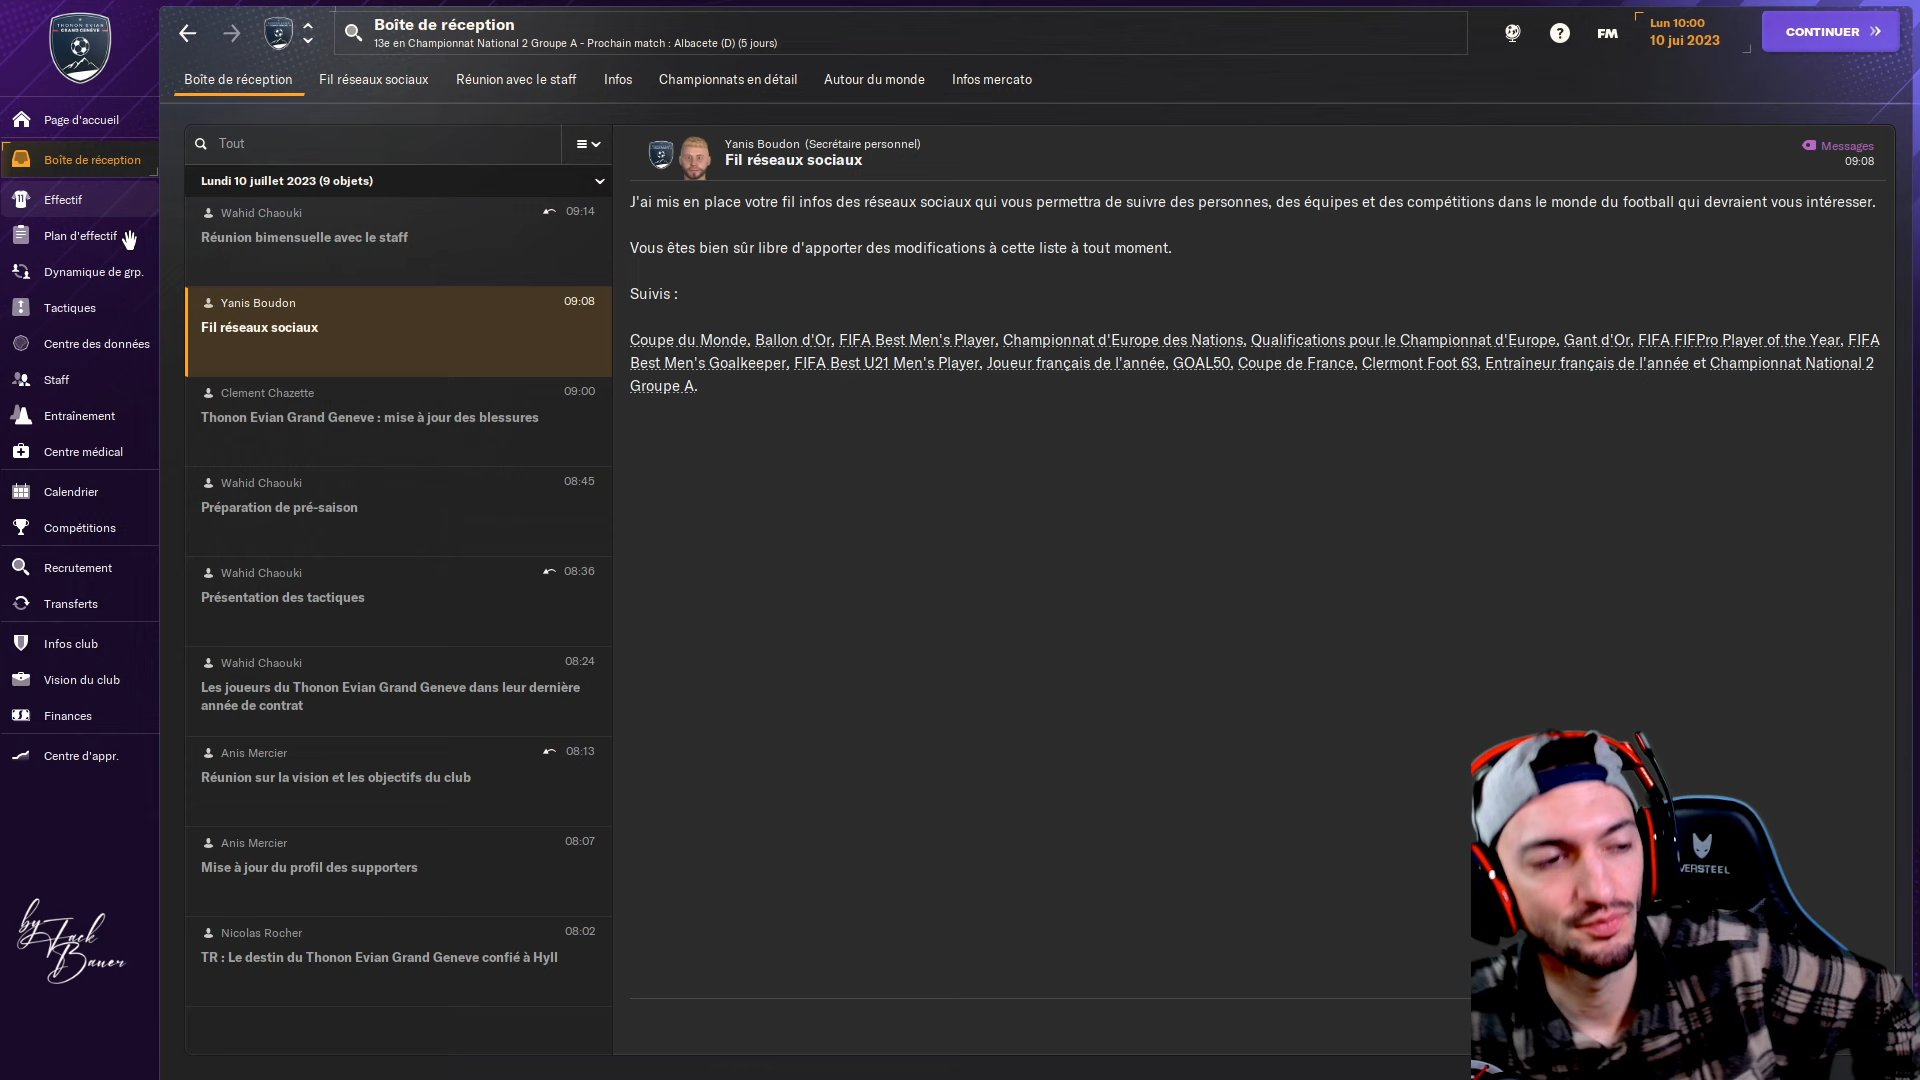 THONON EVIAN
GRAND GENÈVE
Boîte de réception
13e en Championnat National 2 Groupe A - Prochain match : Albacete (D) (5 jours)
FM
Lun 10:00
10 jui 2023
CONTINUER
Boîte de réception
Fil réseaux sociaux
Réunion avec le staff
Infos
Championnats en détail
Autour du monde
Infos mercato
Page d'accueil
Boîte de réception
Effectif
Plan d'effectif
Dynamique de grp.
Tactiques
Centre des données
Staff
Entraînement
Centre médical
Calendrier
Compétitions
Recrutement
Transferts
Infos club
Vision du club
Finances
Centre d'appr.
by Jack
Bauer
Tout
Lundi 10 juillet 2023 (9 objets)
Wahid Chaouki 09:14
Réunion bimensuelle avec le staff
Yanis Boudon 09:08
Fil réseaux sociaux
Clement Chazette 09:00
Thonon Evian Grand Geneve : mise à jour des blessures
Wahid Chaouki 08:45
Préparation de pré-saison
Wahid Chaouki 08:36
Présentation des tactiques
Wahid Chaouki 08:24
Les joueurs du Thonon Evian Grand Geneve dans leur dernière
année de contrat
Anis Mercier 08:13
Réunion sur la vision et les objectifs du club
Anis Mercier 08:07
Mise à jour du profil des supporters
Nicolas Rocher 08:02
TR : Le destin du Thonon Evian Grand Geneve confié à Hyll
Yanis Boudon (Secrétaire personnel)
Fil réseaux sociaux
Messages
09:08
J'ai mis en place votre fil infos des réseaux sociaux qui vous permettra de suivre des personnes, des équipes et des compétitions dans le monde du football qui devraient vous intéresser.
Vous êtes bien sûr libre d'apporter des modifications à cette liste à tout moment.
Suivis :
Coupe du Monde, Ballon d'Or, FIFA Best Men's Player, Championnat d'Europe des Nations, Qualifications pour le Championnat d'Europe, Gant d'Or, FIFA FIFPro Player of the Year, FIFA
Best Men's Goalkeeper, FIFA Best U21 Men's Player, Joueur français de l'année, GOAL50, Coupe de France, Clermont Foot 63, Entraîneur français de l'année et Championnat National 2
Groupe A.
VERSTEEL